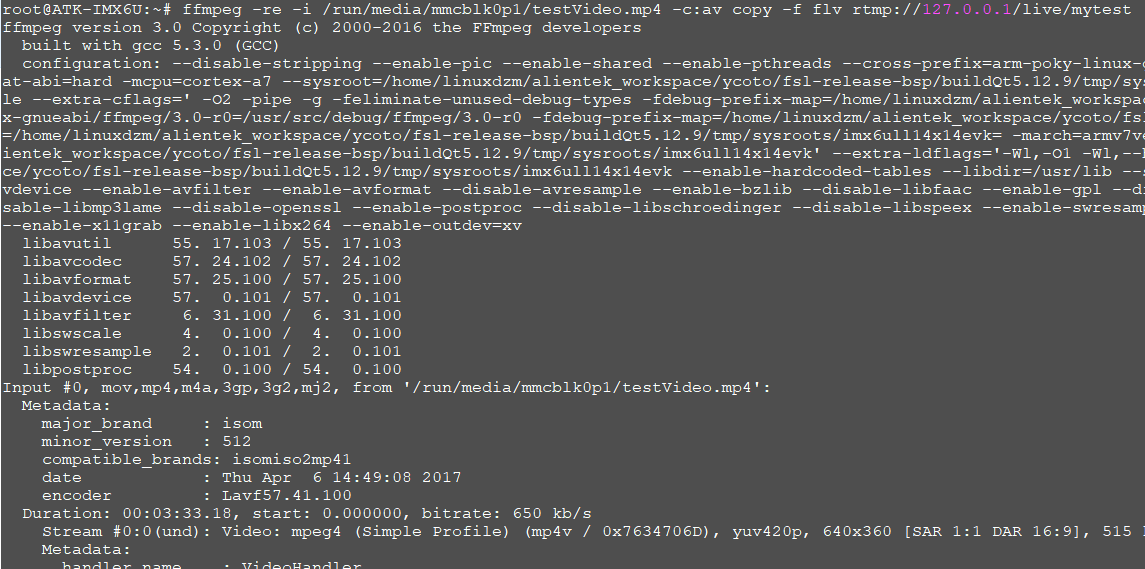 root@ATK-IMX6U:~# ffmpeg -re -i /run/media/mmcblk0p1/testVideo.mp4 -c:av copy -f flv rtmp://127.0.0.1/live/mytest
ffmpeg version 3.0 Copyright (c) 2000-2016 the FFmpeg developers
built with gcc 5.3.0 (GCC)
configuration: --disable-stripping --enable-pic --enable-shared --enable-pthreads --cross-prefix=arm-poky-linux-
at-abi=hard -mcpu=cortex-a7 --sysroot=/home/linuxdzm/alientek_workspace/ycoto/fsl-release-bsp/buildQt5.12.9/tmp/sys
le --extra-cflags=' -O2 -pipe -g -feliminate-unused-debug-types -fdebug-prefix-map=/home/linuxdzm/alientek_workspac
x-gnueabi/ffmpeg/3.0-r0=/usr/src/debug/ffmpeg/3.0-r0 -fdebug-prefix-map=/home/linuxdzm/alientek_workspace/ycoto/fsl
=/home/linuxdzm/alientek_workspace/ycoto/fsl-release-bsp/buildQt5.12.9/tmp/sysroots/imx6ull14x14evk= -march=armv7ve
ientek_workspace/ycoto/fsl-release-bsp/buildQt5.12.9/tmp/sysroots/imx6ull14x14evk' --extra-ldflags='-Wl,-O1 -Wl,--
ce/ycoto/fsl-release-bsp/buildQt5.12.9/tmp/sysroots/imx6ull14x14evk --enable-hardcoded-tables --libdir=/usr/lib --s
vdevice --enable-avfilter --enable-avformat --disable-avresample --enable-bzlib --disable-libfaac --enable-gpl --di
sable-libmp3lame --disable-openssl --enable-postproc --disable-libschroedinger --disable-libspeex --enable-swresamp
--enable-x11grab --enable-libx264 --enable-outdev=xv
libavutil 55. 17.103 / 55. 17.103
libavcodec 57. 24.102 / 57. 24.102
libavformat 57. 25.100 / 57. 25.100
libavdevice 57. 0.101 / 57. 0.101
libavfilter 6. 31.100 / 6. 31.100
libswscale 4. 0.100 / 4. 0.100
libswresample 2. 0.101 / 2. 0.101
libpostproc 54. 0.100 / 54. 0.100
Input #0, mov,mp4,m4a,3gp,3g2,mj2, from '/run/media/mmcblk0p1/testVideo.mp4':
Metadata:
major_brand : isom
minor_version : 512
compatible_brands: isomiso2mp41
date : Thu Apr 6 14:49:08 2017
encoder : Lavf57.41.100
Duration: 00:03:33.18, start: 0.000000, bitrate: 650 kb/s
Stream #0:0(und): Video: mpeg4 (Simple Profile) (mp4v / 0x7634706D), yuv420p, 640x360 [SAR 1:1 DAR 16:9], 515
Metadata:
handler_name : VideoHandler